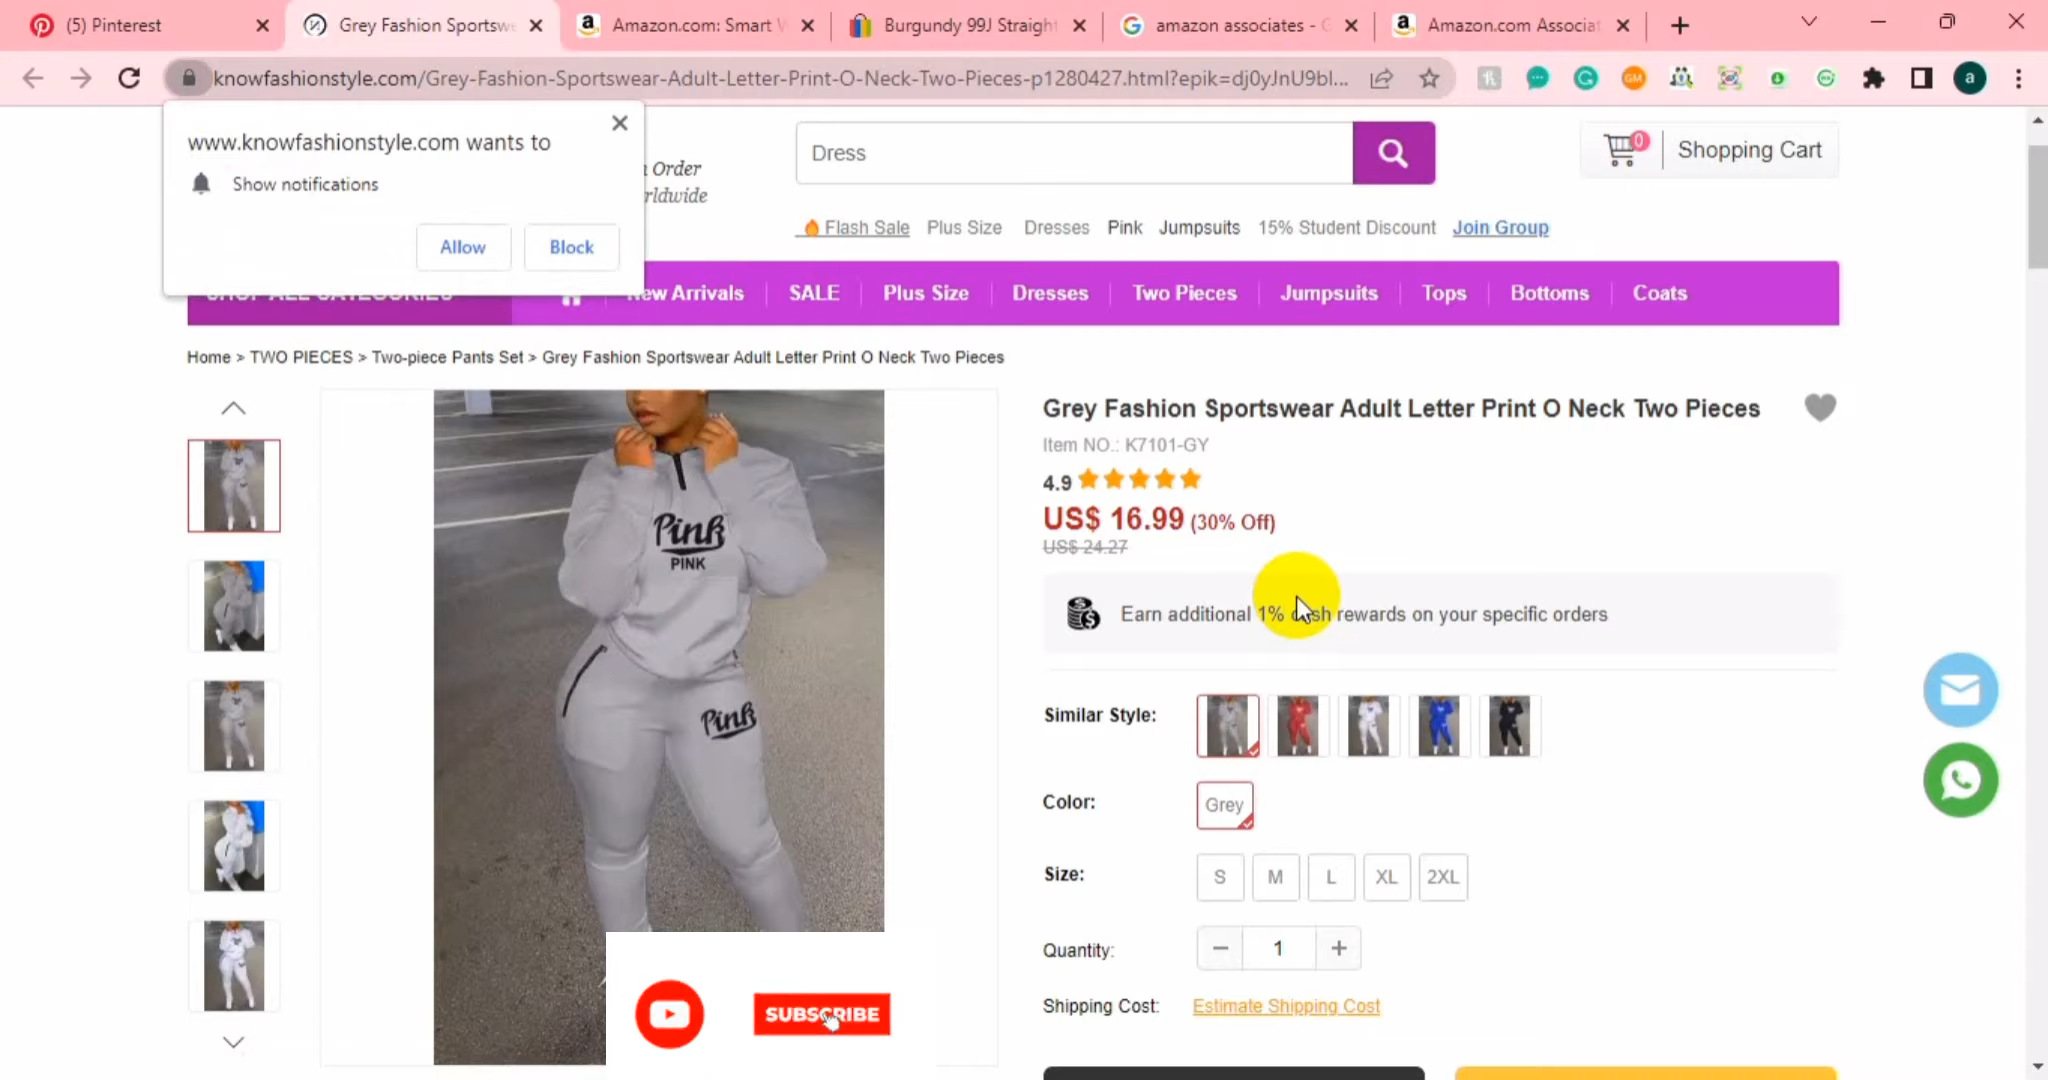 (5) Pinterest
Grey Fashion Sportswe
Amazon.com: Smart W
Burgundy 99J Straight
amazon associates - G
Amazon.com Associat
knowfashionstyle.com/Grey-Fashion-Sportswear-Adult-Letter-Print-O-Neck-Two-Pieces-p1280427.html?epik=dj0yJnU9bl...
www.knowfashionstyle.com wants to
Show notifications
Allow
Block
Order
rldwide
Dress
0
Shopping Cart
Flash Sale
Plus Size
Dresses
Pink
Jumpsuits
15% Student Discount
Join Group
SHOP ALL CATEGORIES
New Arrivals
SALE
Plus Size
Dresses
Two Pieces
Jumpsuits
Tops
Bottoms
Coats
Home > TWO PIECES > Two-piece Pants Set > Grey Fashion Sportswear Adult Letter Print O Neck Two Pieces
Pink
PINK
Pink
SUBSCRIBE
Grey Fashion Sportswear Adult Letter Print O Neck Two Pieces
Item NO.: K7101-GY
4.9
US$ 16.99 (30% Off)
US$ 24.27
Earn additional 1% cash rewards on your specific orders
Similar Style:
Color:
Grey
Size:
S
M
L
XL
2XL
Quantity:
− 1 +
Shipping Cost:
Estimate Shipping Cost